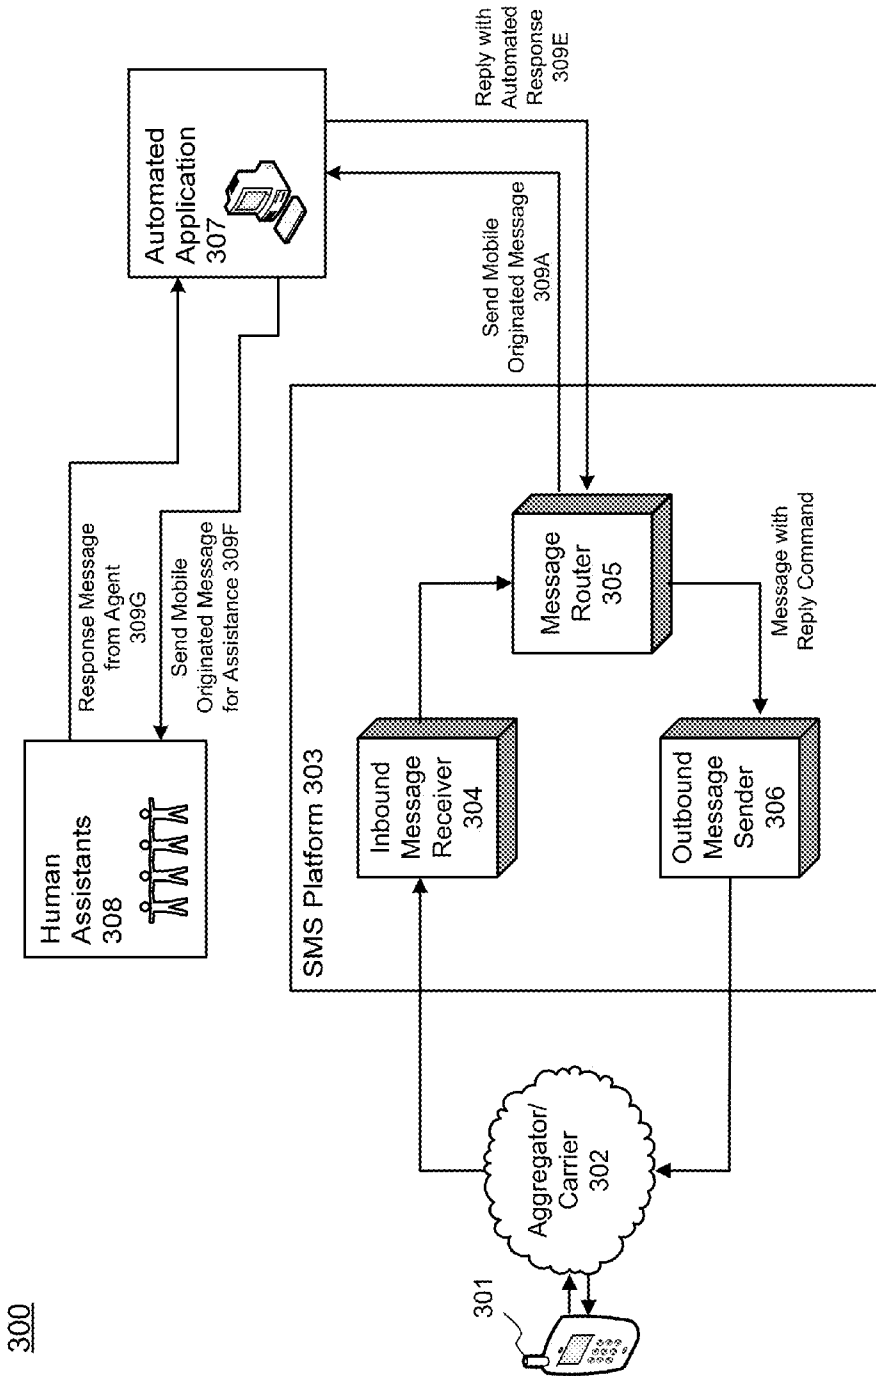 300
Human
Assistants
308
Response Message
from Agent
309G
Send Mobile
Originated Message
for Assistance 309F
Automated
Application
307
Reply with
Automated
Response
309E
Send Mobile
Originated Message
309A
SMS Platform 303
Inbound
Message
Receiver
304
Message
Router
305
Outbound
Message
Sender
306
Message with
Reply Command
Aggregator/
Carrier
302
301